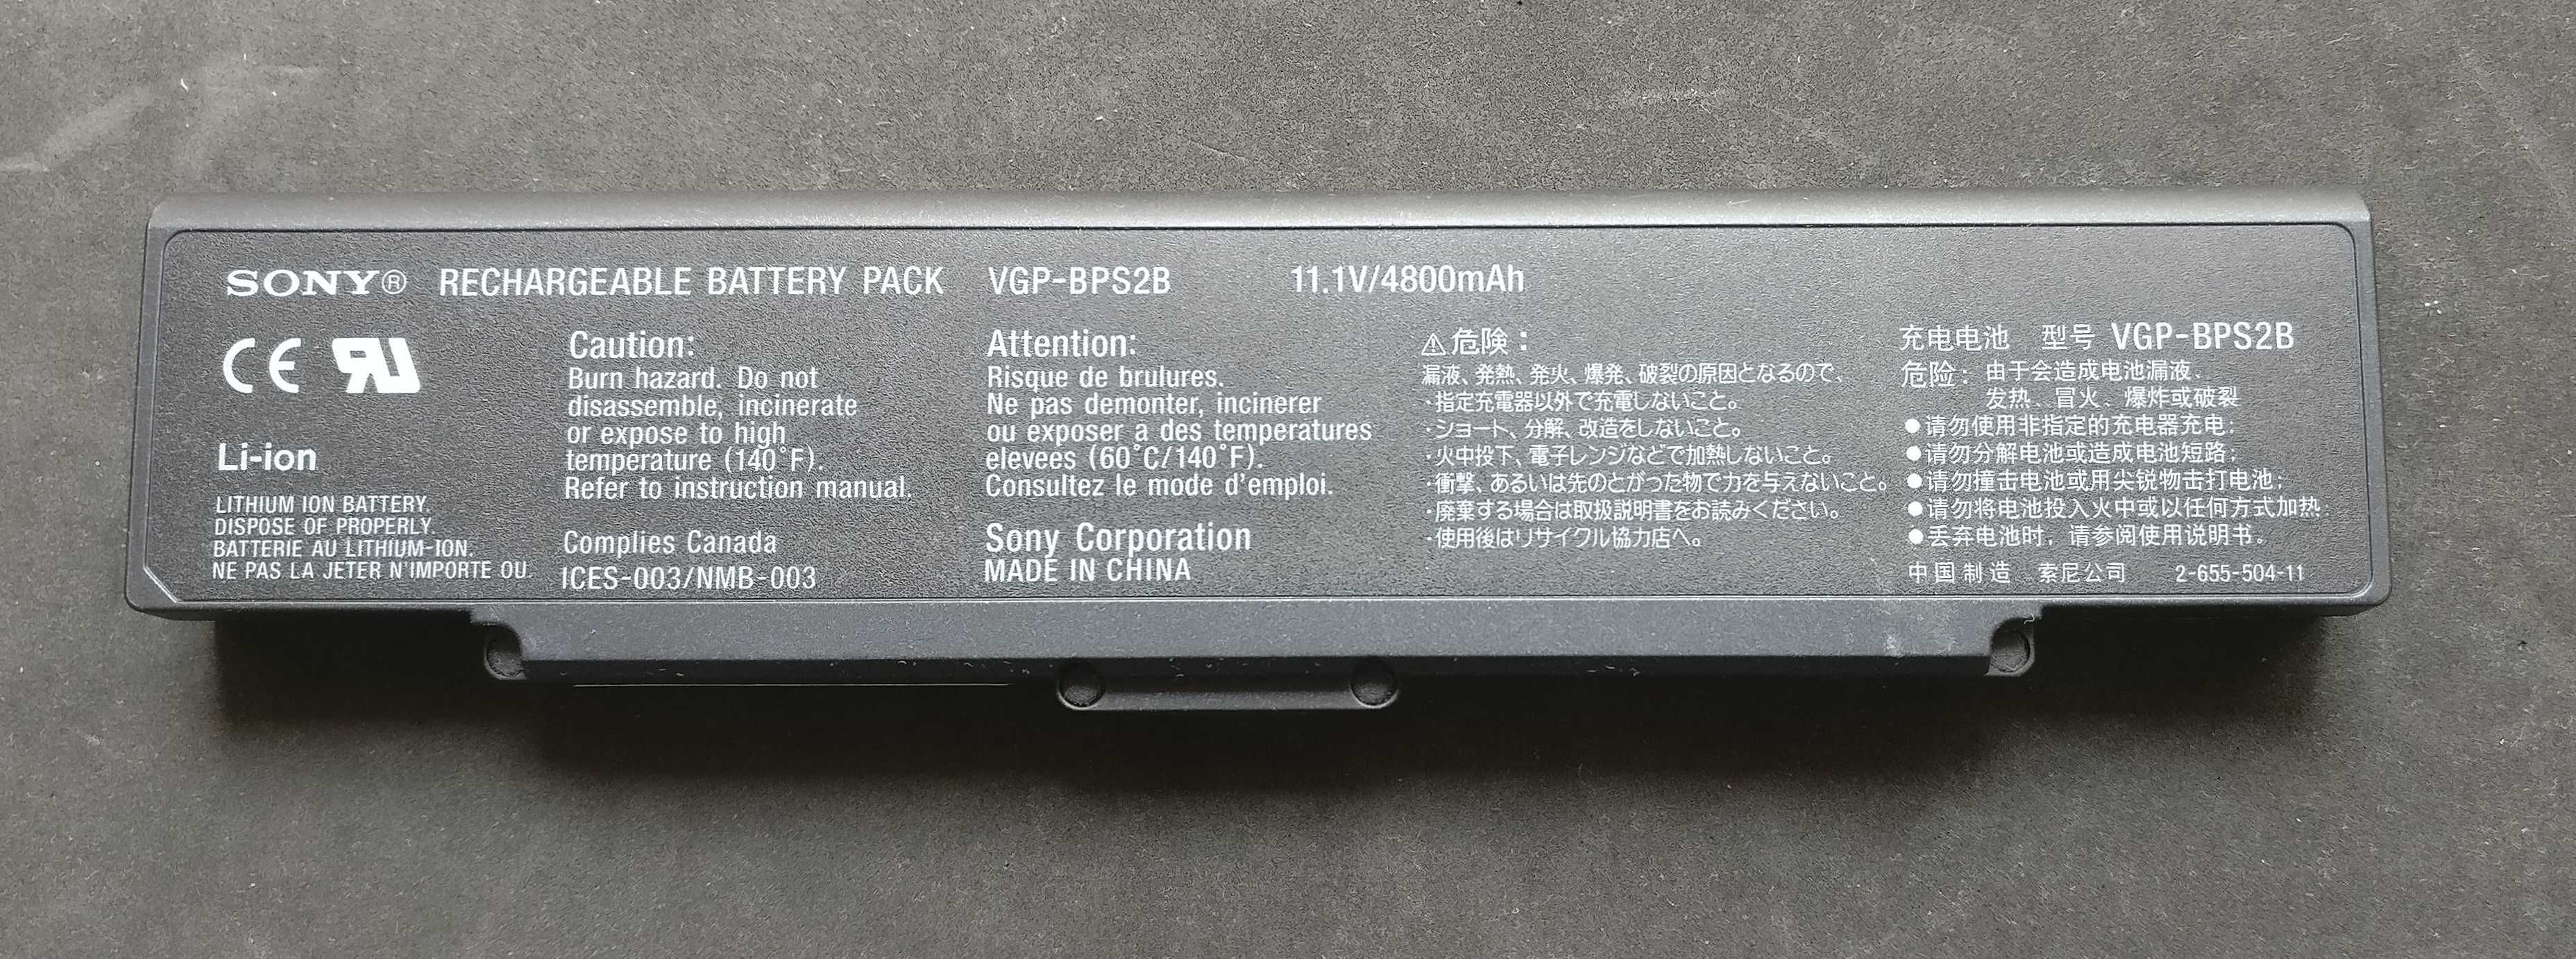 SONY® RECHARGEABLE BATTERY PACK VGP-BPS2B 11.1V/4800mAh
CE RU
Li-ion
LITHIUM ION BATTERY.
DISPOSE OF PROPERLY.
BATTERIE AU LITHIUM-ION.
NE PAS LA JETER N'IMPORTE OU.
Caution:
Burn hazard. Do not
disassemble, incinerate
or expose to high
temperature (140°F).
Refer to instruction manual.
Complies Canada
ICES-003/NMB-003
Attention:
Risque de brulures.
Ne pas demonter, incinerer
ou exposer à des temperatures
elevees (60°C/140°F).
Consultez le mode d'emploi.
Sony Corporation
MADE IN CHINA
⚠危険：
漏液、発熱、発火、爆発、破裂の原因となるので、
・指定充電器以外で充電しないこと。
・ショート、分解、改造をしないこと。
・火中投下、電子レンジなどで加熱しないこと。
・衝撃、あるいは先のとがった物で力を与えないこと。
・廃棄する場合は取扱説明書をお読みください。
・使用後はリサイクル協力店へ。
充电电池 型号 VGP-BPS2B
危险：由于会造成电池漏液、
发热、冒火、爆炸或破裂
●请勿使用非指定的充电器充电；
●请勿分解电池或造成电池短路；
●请勿撞击电池或用尖锐物击打电池；
●请勿将电池投入火中或以任何方式加热；
●丢弃电池时，请参阅使用说明书。
中国制造 索尼公司 2-655-504-11